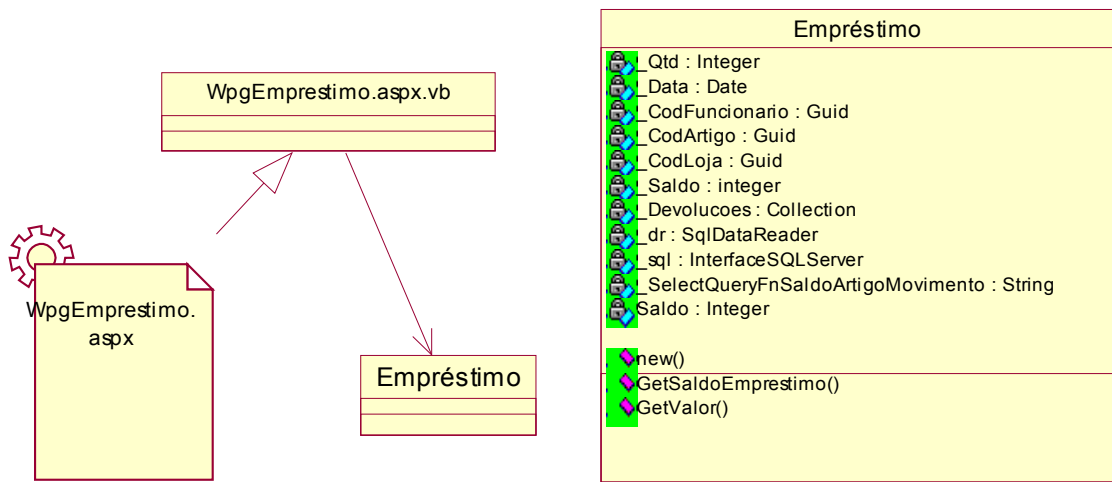 WpgEmprestimo.aspx.vb
WpgEmprestimo.
aspx
Empréstimo
Empréstimo
_Qtd : Integer
_Data : Date
_CodFuncionario : Guid
_CodArtigo : Guid
_CodLoja : Guid
_Saldo : integer
_Devolucoes : Collection
_dr : SqlDataReader
_sql : InterfaceSQLServer
_SelectQueryFnSaldoArtigoMovimento : String
Saldo : Integer
new()
GetSaldoEmprestimo()
GetValor()